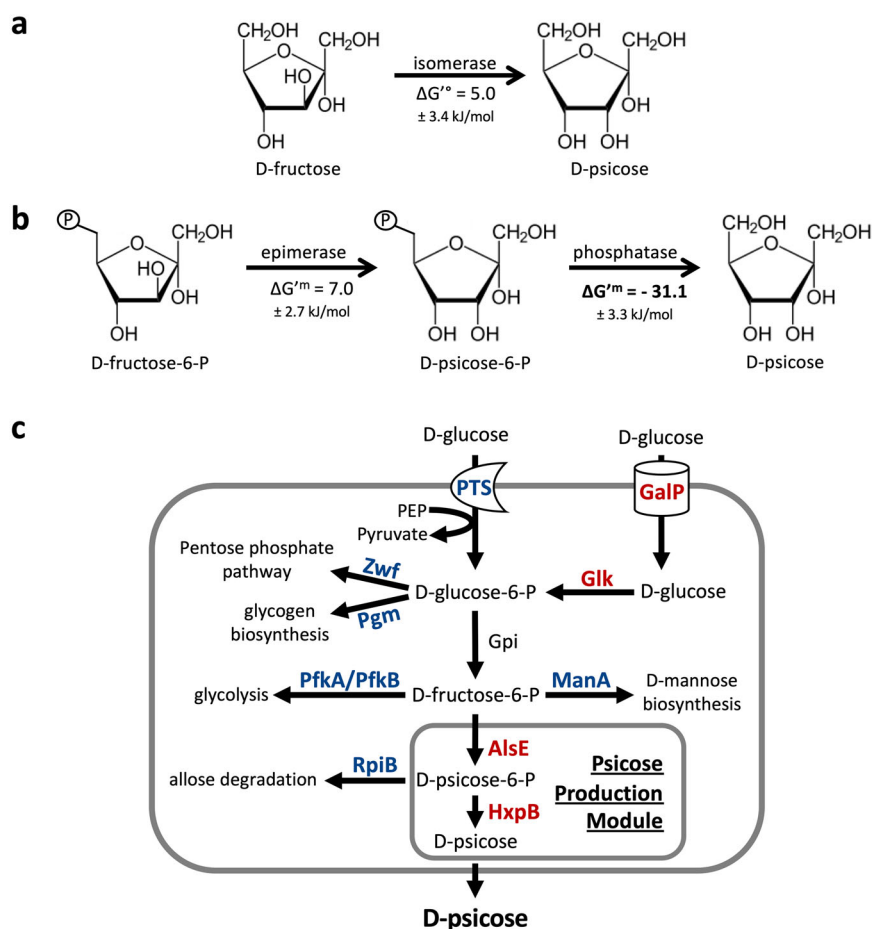 a
CH₂OH
O
CH₂OH
HO
OH
OH
D-fructose
isomerase
ΔG'° = 5.0
± 3.4 kJ/mol
CH₂OH
O
CH₂OH
OH
OH
OH
D-psicose
b
P
O
CH₂OH
HO
OH
OH
D-fructose-6-P
epimerase
ΔG'ᵐ = 7.0
± 2.7 kJ/mol
P
O
CH₂OH
OH
OH
OH
D-psicose-6-P
phosphatase
ΔG'ᵐ = - 31.1
± 3.3 kJ/mol
CH₂OH
O
CH₂OH
OH
OH
OH
D-psicose
c
D-glucose
D-glucose
PTS
GalP
PEP
Pyruvate
Pentose phosphate
pathway
Zwf
D-glucose-6-P
Glk
D-glucose
glycogen
biosynthesis
Pgm
Gpi
glycolysis
PfkA/PfkB
D-fructose-6-P
ManA
D-mannose
biosynthesis
AlsE
allose degradation
RpiB
D-psicose-6-P
HxpB
D-psicose
Psicose
Production
Module
D-psicose